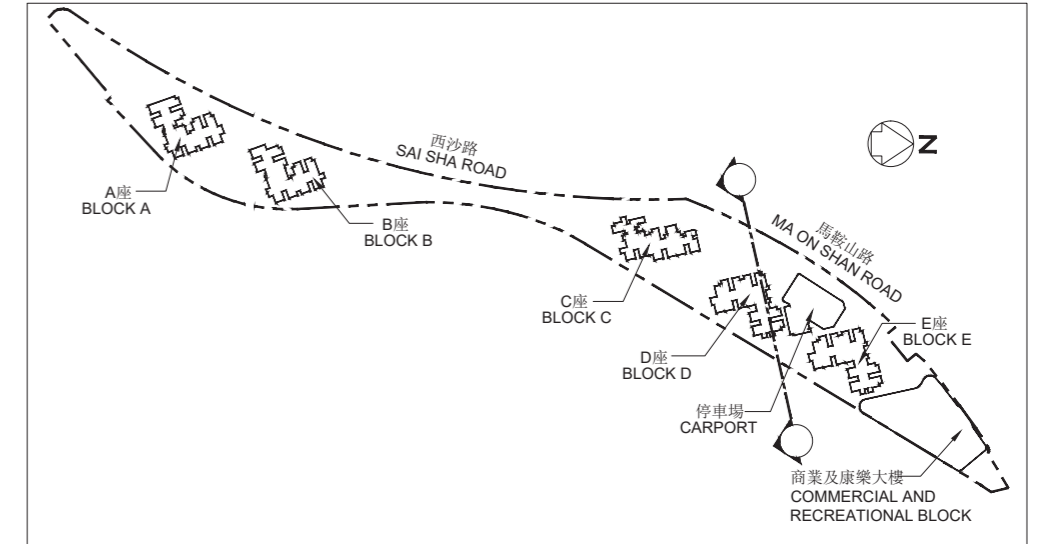 西沙路
SAI SHA ROAD
N
A座
BLOCK A
B座
BLOCK B
馬鞍山路
MA ON SHAN ROAD
C座
BLOCK C
E座
BLOCK E
D座
BLOCK D
停車場
CARPORT
商業及康樂大樓
COMMERCIAL AND
RECREATIONAL BLOCK